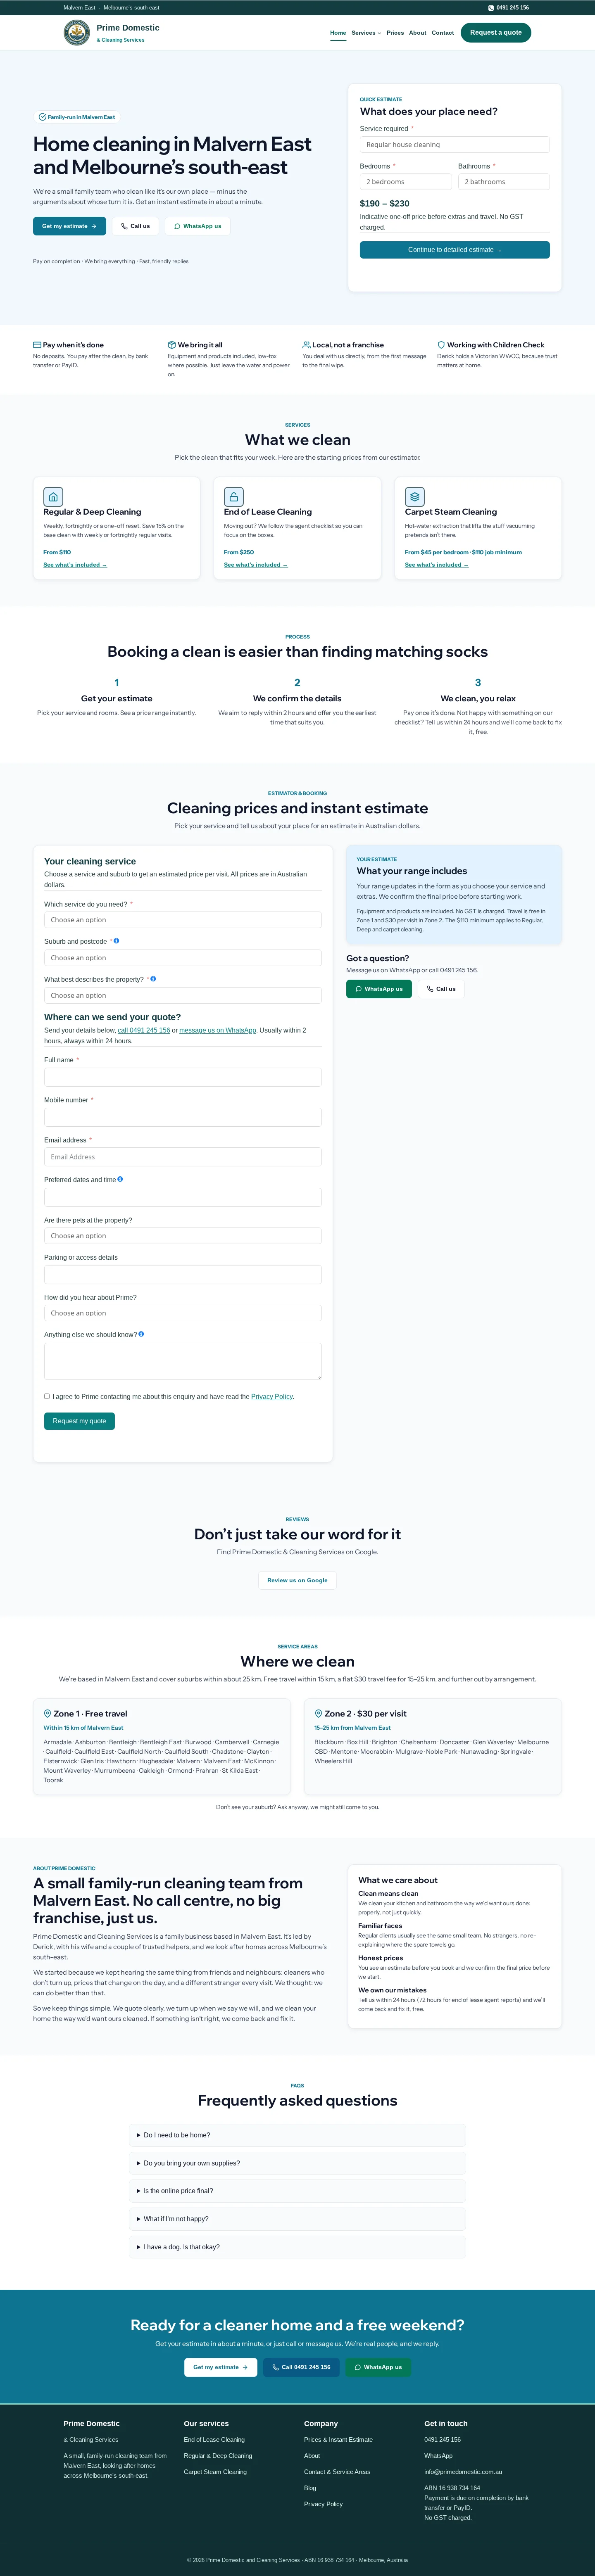 Malvern East · Melbourne's south-east
0491 245 156
Prime Domestic
& Cleaning Services
Home
Services
Prices
About
Contact
Request a quote
Family-run in Malvern East
Home cleaning in Malvern East
and Melbourne's south-east
We're a small family team who clean like it's our own place — minus the
arguments about whose turn it is. Get an instant estimate in about a minute.
Get my estimate →
Call us
WhatsApp us
Pay on completion • We bring everything • Fast, friendly replies
QUICK ESTIMATE
What does your place need?
Service required *
Regular house cleaning
Bedrooms *
Bathrooms *
2 bedrooms
2 bathrooms
$190 – $230
Indicative one-off price before extras and travel. No GST
charged.
Continue to detailed estimate →
Pay when it's done
No deposits. You pay after the clean, by bank
transfer or PayID.
We bring it all
Equipment and products included, low-tox
where possible. Just leave the water and power
on.
Local, not a franchise
You deal with us directly, from the first message
to the final wipe.
Working with Children Check
Derick holds a Victorian WWCC, because trust
matters at home.
SERVICES
What we clean
Pick the clean that fits your week. Here are the starting prices from our estimator.
Regular & Deep Cleaning
Weekly, fortnightly or a one-off reset. Save 15% on the
base clean with weekly or fortnightly regular visits.
From $110
See what's included →
End of Lease Cleaning
Moving out? We follow the agent checklist so you can
focus on the boxes.
From $250
See what's included →
Carpet Steam Cleaning
Hot-water extraction that lifts the stuff vacuuming
pretends isn't there.
From $45 per bedroom · $110 job minimum
See what's included →
PROCESS
Booking a clean is easier than finding matching socks
1
Get your estimate
Pick your service and rooms. See a price range instantly.
2
We confirm the details
We aim to reply within 2 hours and offer you the earliest
time that suits you.
3
We clean, you relax
Pay once it's done. Not happy with something on our
checklist? Tell us within 24 hours and we'll come back to fix
it, free.
ESTIMATOR & BOOKING
Cleaning prices and instant estimate
Pick your service and tell us about your place for an estimate in Australian dollars.
Your cleaning service
Choose a service and suburb to get an estimated price per visit. All prices are in Australian
dollars.
Which service do you need? *
Choose an option
Suburb and postcode *
Choose an option
What best describes the property? *
Choose an option
Where can we send your quote?
Send your details below, call 0491 245 156 or message us on WhatsApp. Usually within 2
hours, always within 24 hours.
Full name *
Mobile number *
Email address *
Email Address
Preferred dates and time
Are there pets at the property?
Choose an option
Parking or access details
How did you hear about Prime?
Choose an option
Anything else we should know?
I agree to Prime contacting me about this enquiry and have read the Privacy Policy.
Request my quote
YOUR ESTIMATE
What your range includes
Your range updates in the form as you choose your service and
extras. We confirm the final price before starting work.
Equipment and products are included. No GST is charged. Travel is free in
Zone 1 and $30 per visit in Zone 2. The $110 minimum applies to Regular,
Deep and carpet cleaning.
Got a question?
Message us on WhatsApp or call 0491 245 156.
WhatsApp us
Call us
REVIEWS
Don't just take our word for it
Find Prime Domestic & Cleaning Services on Google.
Review us on Google
SERVICE AREAS
Where we clean
We're based in Malvern East and cover suburbs within about 25 km. Free travel within 15 km, a flat $30 travel fee for 15–25 km, and further out by arrangement.
Zone 1 · Free travel
Within 15 km of Malvern East
Armadale · Ashburton · Bentleigh · Bentleigh East · Burwood · Camberwell · Carnegie
· Caulfield · Caulfield East · Caulfield North · Caulfield South · Chadstone · Clayton ·
Elsternwick · Glen Iris · Hawthorn · Hughesdale · Malvern · Malvern East · McKinnon ·
Mount Waverley · Murrumbeena · Oakleigh · Ormond · Prahran · St Kilda East ·
Toorak
Zone 2 · $30 per visit
15–25 km from Malvern East
Blackburn · Box Hill · Brighton · Cheltenham · Doncaster · Glen Waverley · Melbourne
CBD · Mentone · Moorabbin · Mulgrave · Noble Park · Nunawading · Springvale ·
Wheelers Hill
Don't see your suburb? Ask anyway, we might still come to you.
ABOUT PRIME DOMESTIC
A small family-run cleaning team from
Malvern East. No call centre, no big
franchise, just us.
Prime Domestic and Cleaning Services is a family business based in Malvern East. It's led by
Derick, with his wife and a couple of trusted helpers, and we look after homes across Melbourne's
south-east.
We started because we kept hearing the same thing from friends and neighbours: cleaners who
don't turn up, prices that change on the day, and a different stranger every visit. We thought: we
can do better than that.
So we keep things simple. We quote clearly, we turn up when we say we will, and we clean your
home the way we'd want ours cleaned. If something isn't right, we come back and fix it.
What we care about
Clean means clean
We clean your kitchen and bathroom the way we'd want our own done:
properly, not just quickly.
Familiar faces
Regular clients usually see the same small team. No strangers, no re-
explaining where the spare towels go.
Honest prices
You see an estimate before you book and we confirm the final price before
we start.
We own our mistakes
Tell us within 24 hours (72 hours for end of lease agent reports) and we'll
come back and fix it, free.
FAQS
Frequently asked questions
Do I need to be home?
Do you bring your own supplies?
Is the online price final?
What if I'm not happy?
I have a dog. Is that okay?
Ready for a cleaner home and a free weekend?
Get your estimate in about a minute, or just call or message us. We're real people, and we reply.
Get my estimate →
Call 0491 245 156
WhatsApp us
Prime Domestic
& Cleaning Services
A small, family-run cleaning team from
Malvern East, looking after homes
across Melbourne's south-east.
Our services
End of Lease Cleaning
Regular & Deep Cleaning
Carpet Steam Cleaning
Company
Prices & Instant Estimate
About
Contact & Service Areas
Blog
Privacy Policy
Get in touch
0491 245 156
WhatsApp
info@primedomestic.com.au
ABN 16 938 734 164
Payment is due on completion by bank
transfer or PayID.
No GST charged.
© 2026 Prime Domestic and Cleaning Services · ABN 16 938 734 164 · Melbourne, Australia